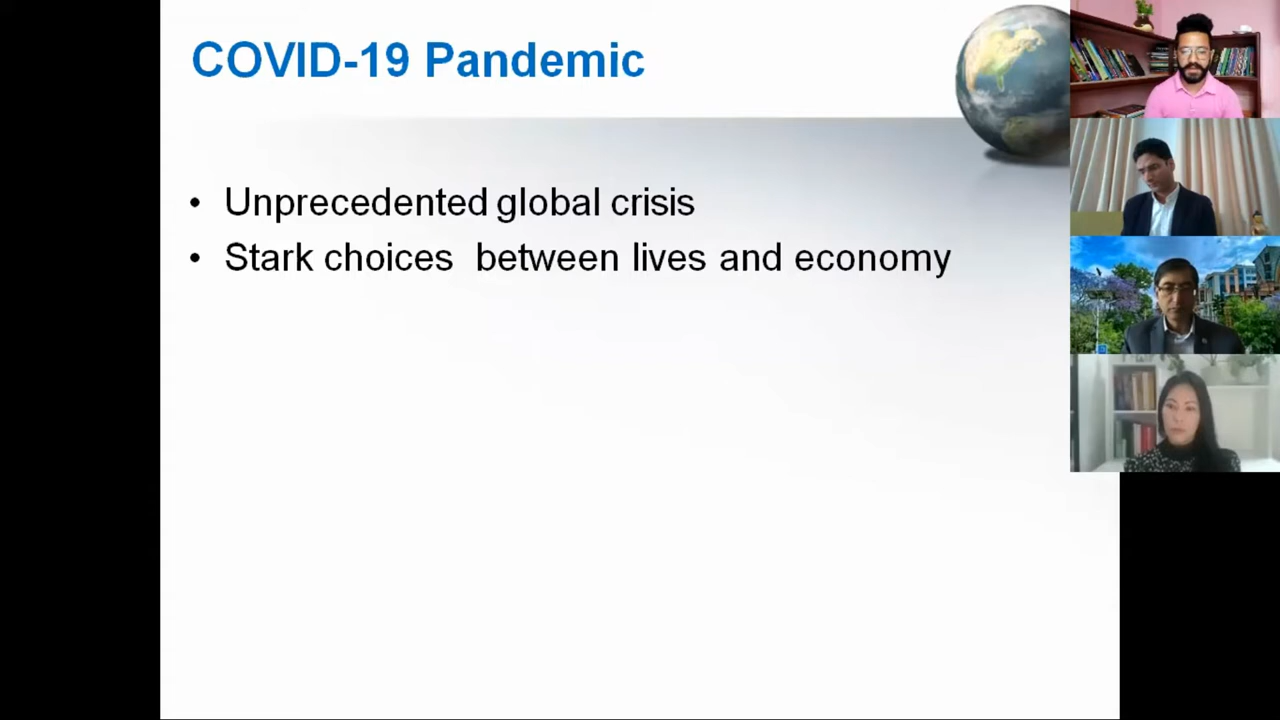 COVID-19 Pandemic
• Unprecedented global crisis
• Stark choices between lives and economy